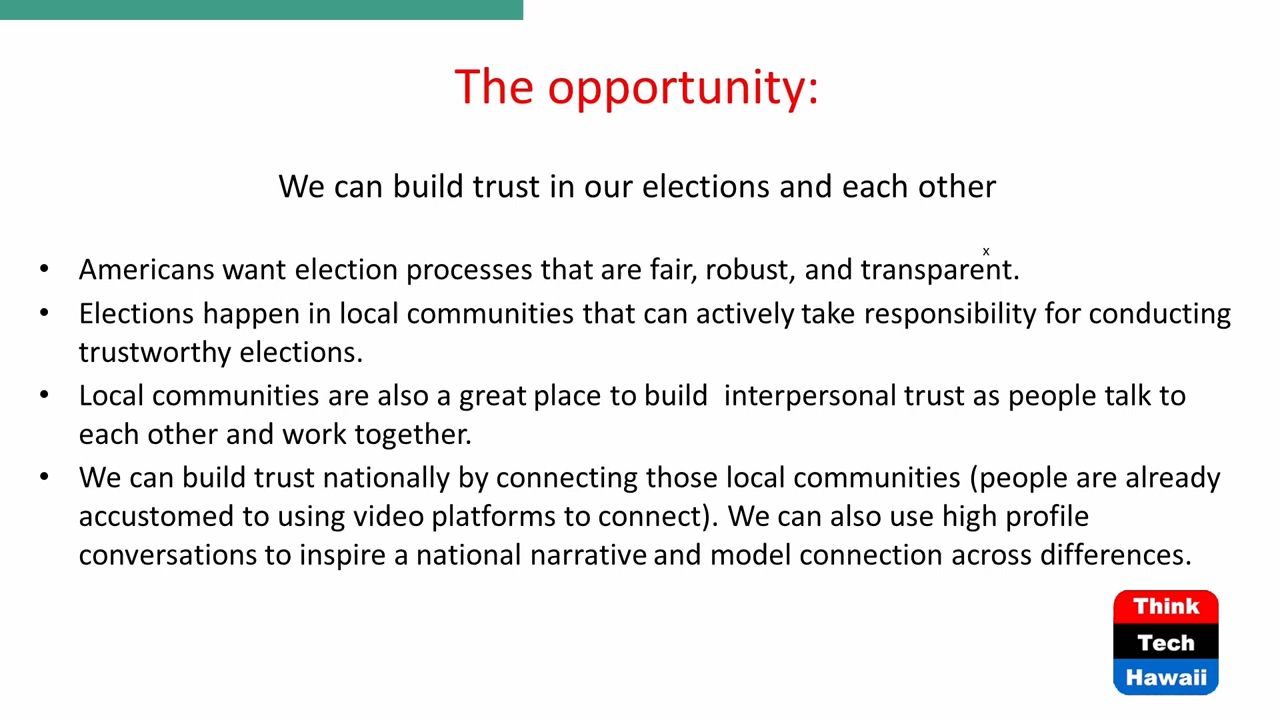 The opportunity:
We can build trust in our elections and each other
x
• Americans want election processes that are fair, robust, and transparent.
• Elections happen in local communities that can actively take responsibility for conducting
trustworthy elections.
• Local communities are also a great place to build  interpersonal trust as people talk to
each other and work together.
• We can build trust nationally by connecting those local communities (people are already
accustomed to using video platforms to connect). We can also use high profile
conversations to inspire a national narrative and model connection across differences.
Think
Tech
Hawaii